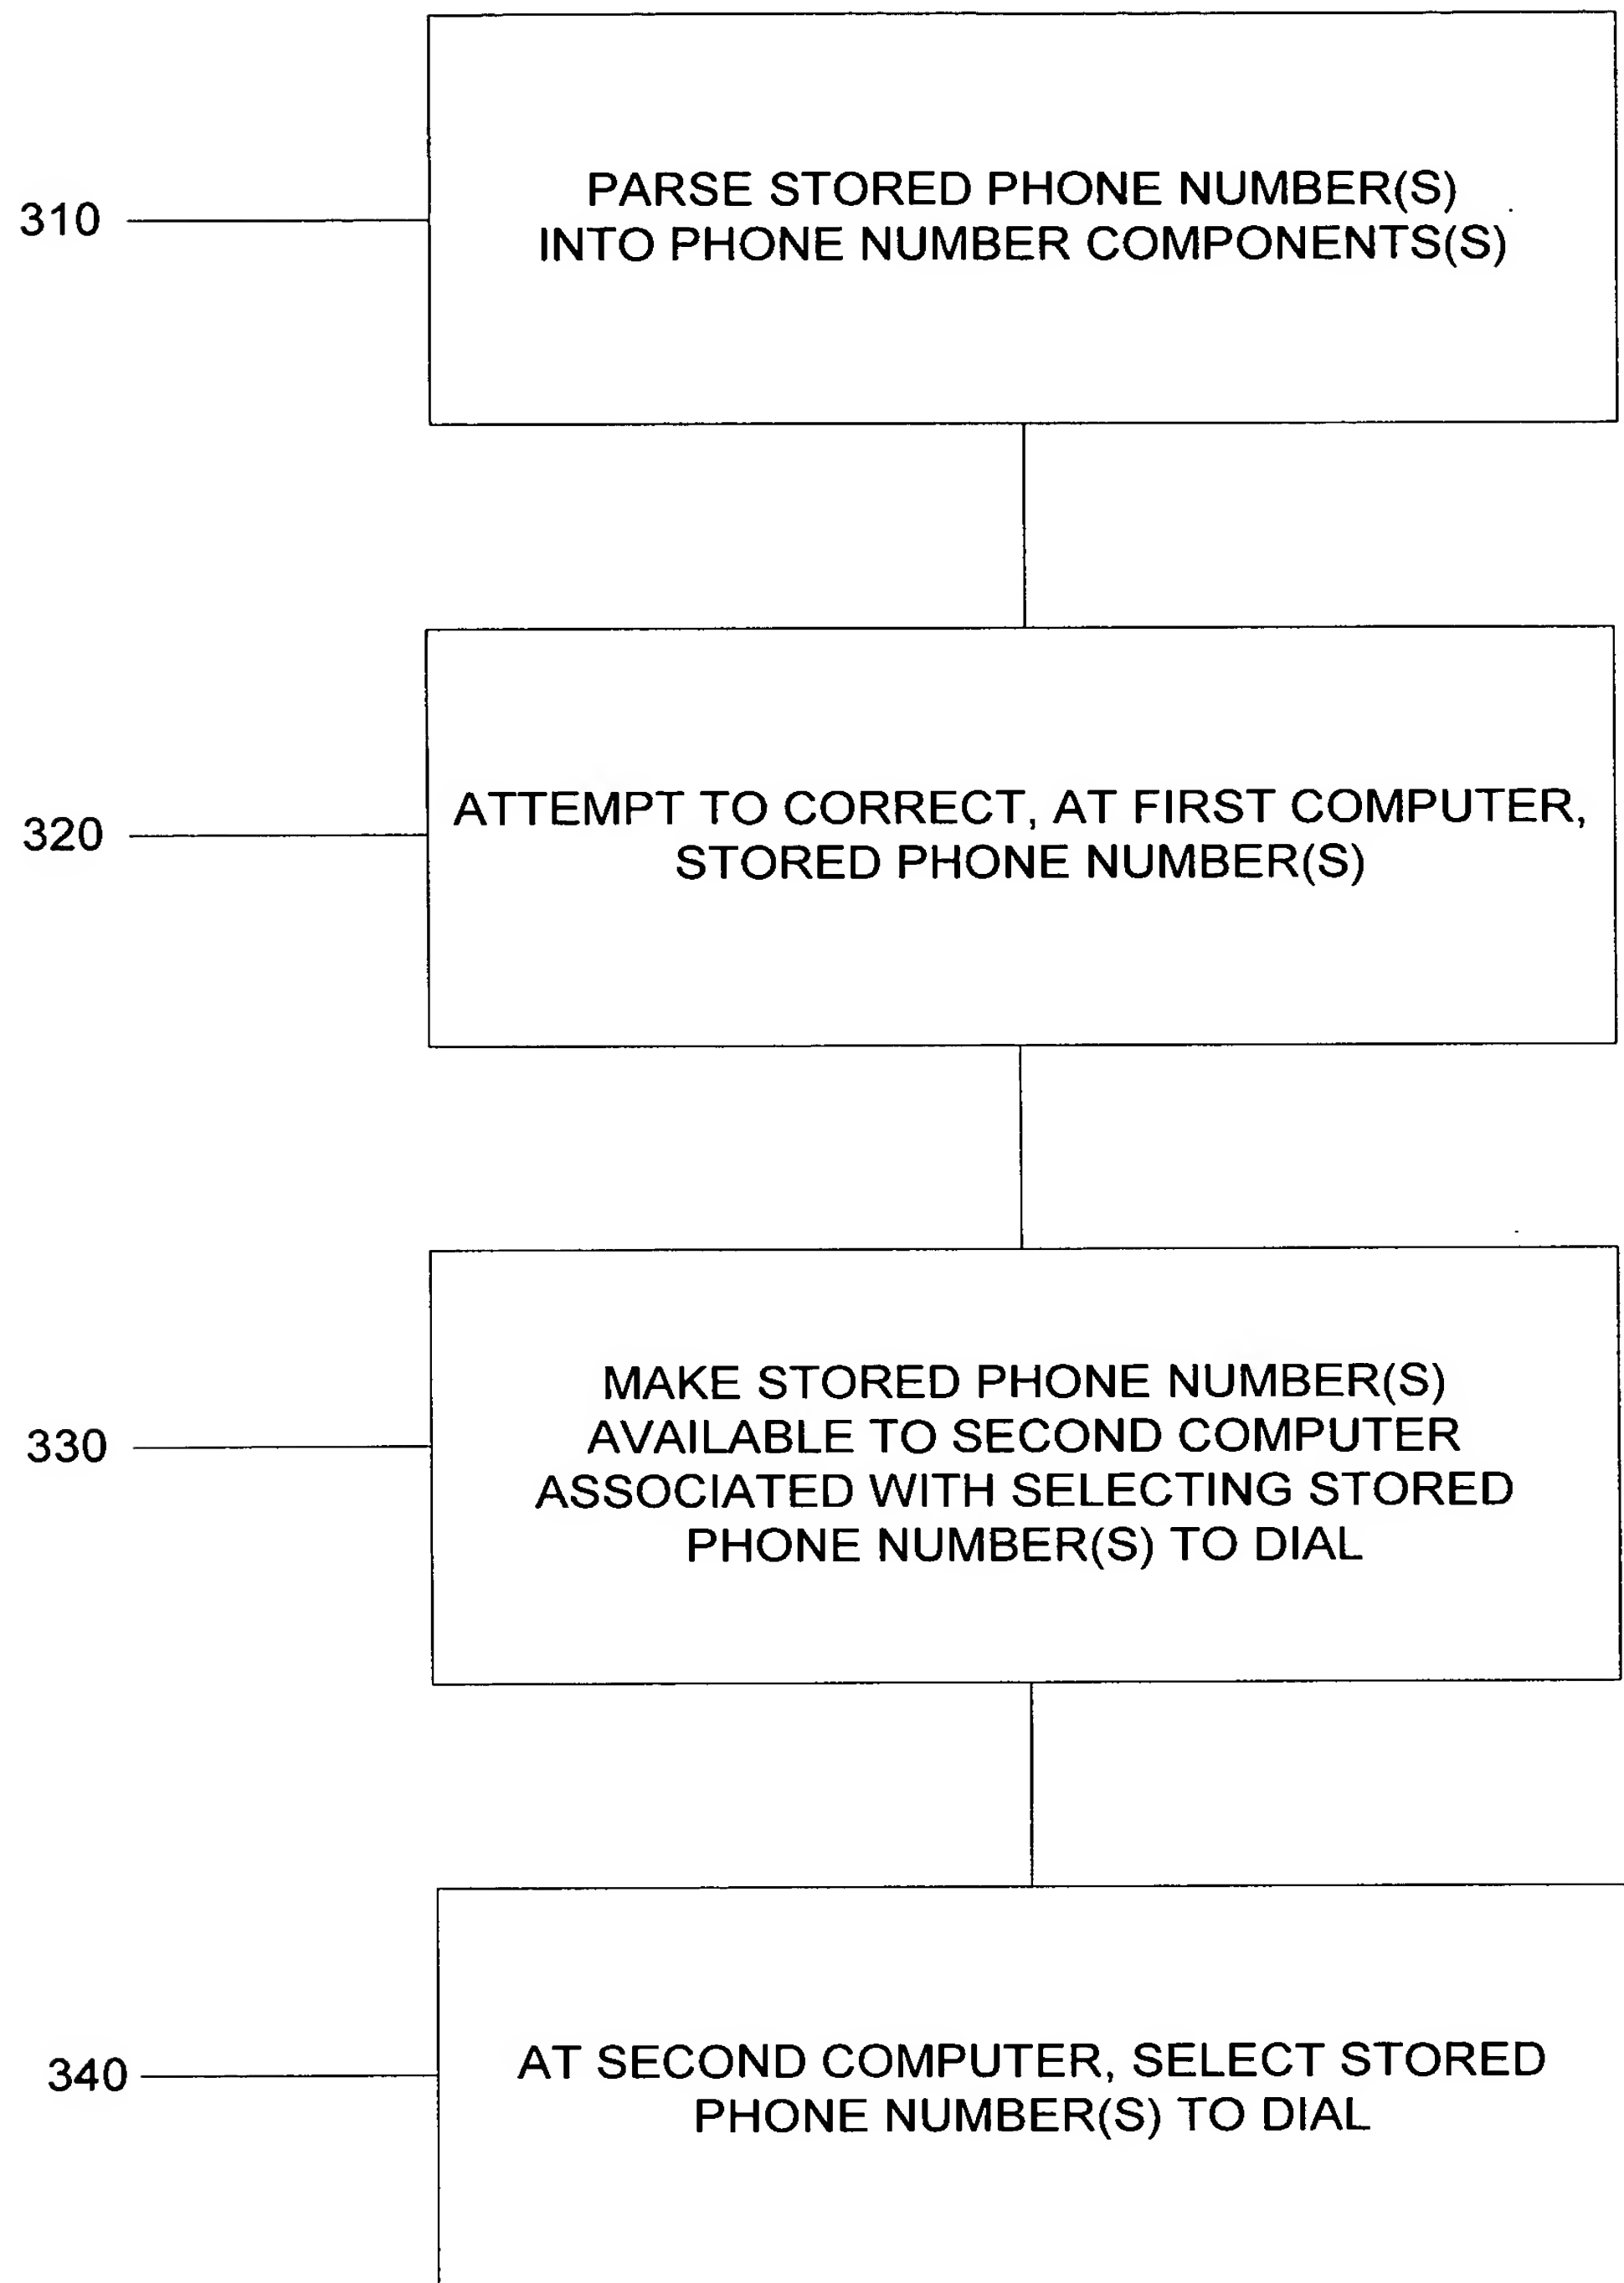 310
PARSE STORED PHONE NUMBER(S)
INTO PHONE NUMBER COMPONENTS(S)
320
ATTEMPT TO CORRECT, AT FIRST COMPUTER,
STORED PHONE NUMBER(S)
330
MAKE STORED PHONE NUMBER(S)
AVAILABLE TO SECOND COMPUTER
ASSOCIATED WITH SELECTING STORED
PHONE NUMBER(S) TO DIAL
340
AT SECOND COMPUTER, SELECT STORED
PHONE NUMBER(S) TO DIAL